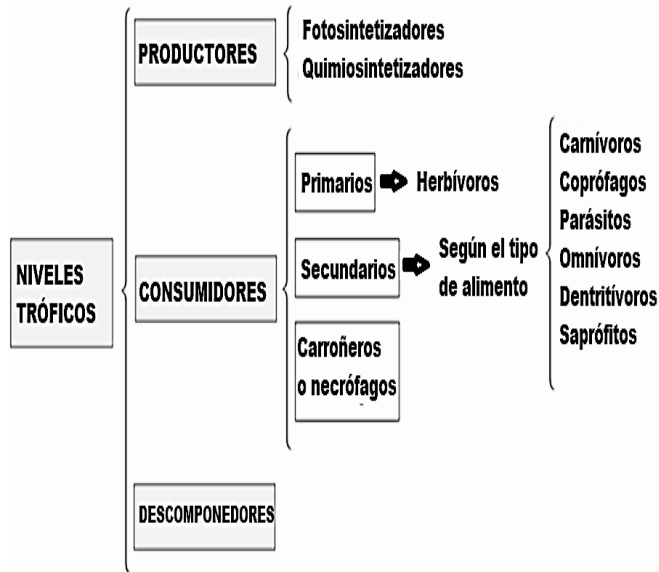 NIVELES
TRÓFICOS
PRODUCTORES
Fotosintetizadores
Quimiosintetizadores
CONSUMIDORES
Primarios
Herbívoros
Secundarios
Según el tipo
de alimento
Carnívoros
Coprófagos
Parásitos
Omnívoros
Dentritívoros
Saprófitos
Carroñeros
o necrófagos
DESCOMPONEDORES